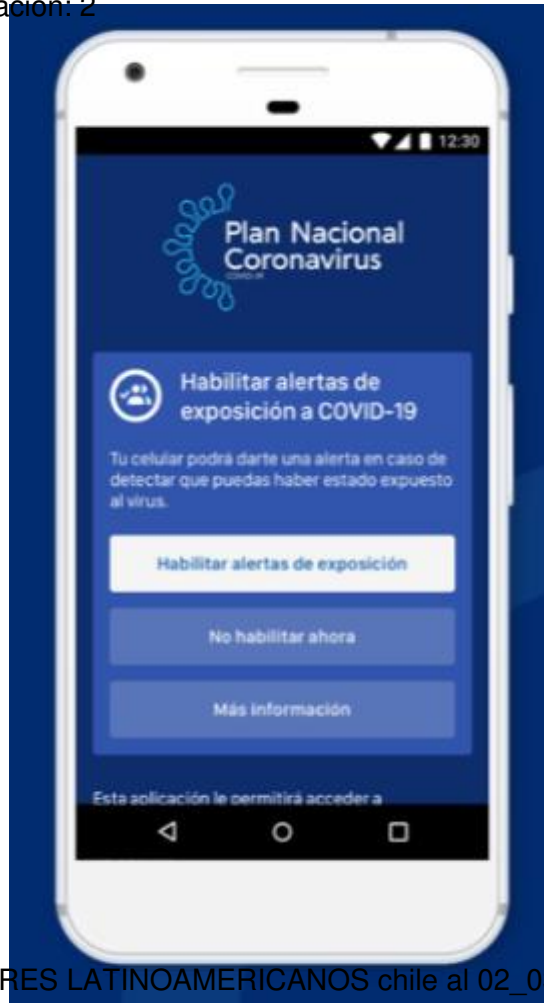 ación: 2
12:30
Plan Nacional
Coronavirus
COVID-19
Habilitar alertas de
exposición a COVID-19
Tu celular podrá darte una alerta en caso de
detectar que puedas haber estado expuesto
al virus.
Habilitar alertas de exposición
No habilitar ahora
Más información
Esta aplicación le permitirá acceder a
RES LATINOAMERICANOS chile al 02_0